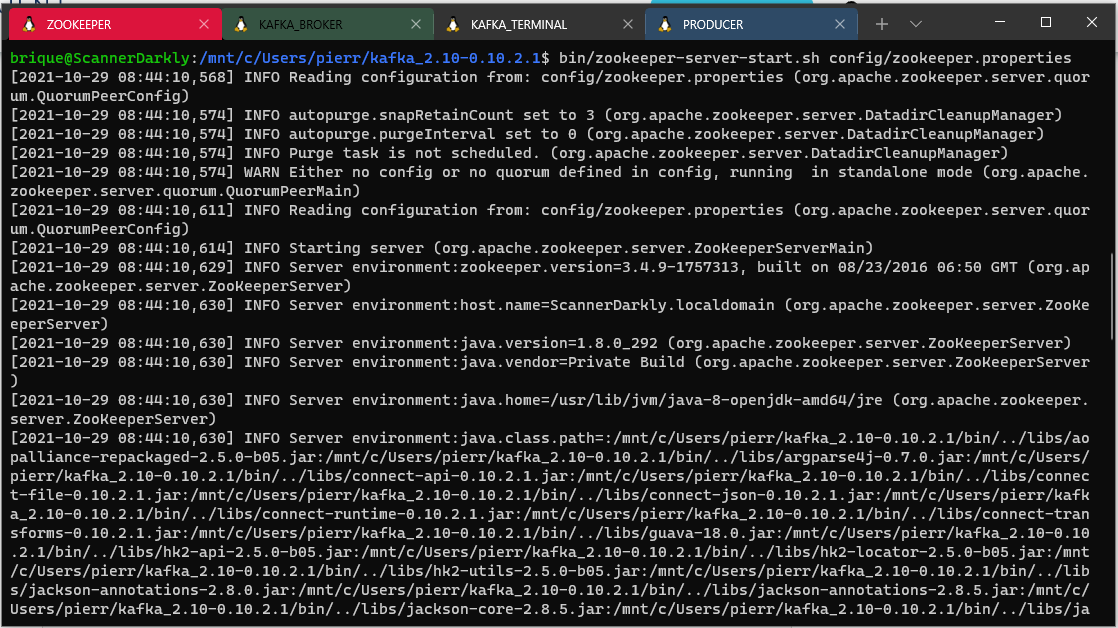 ZOOKEEPER
KAFKA_BROKER
KAFKA_TERMINAL
PRODUCER
brique@ScannerDarkly:/mnt/c/Users/pierr/kafka_2.10-0.10.2.1$ bin/zookeeper-server-start.sh config/zookeeper.properties
[2021-10-29 08:44:10,568] INFO Reading configuration from: config/zookeeper.properties (org.apache.zookeeper.server.quor
um.QuorumPeerConfig)
[2021-10-29 08:44:10,574] INFO autopurge.snapRetainCount set to 3 (org.apache.zookeeper.server.DatadirCleanupManager)
[2021-10-29 08:44:10,574] INFO autopurge.purgeInterval set to 0 (org.apache.zookeeper.server.DatadirCleanupManager)
[2021-10-29 08:44:10,574] INFO Purge task is not scheduled. (org.apache.zookeeper.server.DatadirCleanupManager)
[2021-10-29 08:44:10,574] WARN Either no config or no quorum defined in config, running  in standalone mode (org.apache.
zookeeper.server.quorum.QuorumPeerMain)
[2021-10-29 08:44:10,611] INFO Reading configuration from: config/zookeeper.properties (org.apache.zookeeper.server.quor
um.QuorumPeerConfig)
[2021-10-29 08:44:10,614] INFO Starting server (org.apache.zookeeper.server.ZooKeeperServerMain)
[2021-10-29 08:44:10,629] INFO Server environment:zookeeper.version=3.4.9-1757313, built on 08/23/2016 06:50 GMT (org.ap
ache.zookeeper.server.ZooKeeperServer)
[2021-10-29 08:44:10,630] INFO Server environment:host.name=ScannerDarkly.localdomain (org.apache.zookeeper.server.ZooKe
eperServer)
[2021-10-29 08:44:10,630] INFO Server environment:java.version=1.8.0_292 (org.apache.zookeeper.server.ZooKeeperServer)
[2021-10-29 08:44:10,630] INFO Server environment:java.vendor=Private Build (org.apache.zookeeper.server.ZooKeeperServer
)
[2021-10-29 08:44:10,630] INFO Server environment:java.home=/usr/lib/jvm/java-8-openjdk-amd64/jre (org.apache.zookeeper.
server.ZooKeeperServer)
[2021-10-29 08:44:10,630] INFO Server environment:java.class.path=:/mnt/c/Users/pierr/kafka_2.10-0.10.2.1/bin/../libs/ao
palliance-repackaged-2.5.0-b05.jar:/mnt/c/Users/pierr/kafka_2.10-0.10.2.1/bin/../libs/argparse4j-0.7.0.jar:/mnt/c/Users/
pierr/kafka_2.10-0.10.2.1/bin/../libs/connect-api-0.10.2.1.jar:/mnt/c/Users/pierr/kafka_2.10-0.10.2.1/bin/../libs/connec
t-file-0.10.2.1.jar:/mnt/c/Users/pierr/kafka_2.10-0.10.2.1/bin/../libs/connect-json-0.10.2.1.jar:/mnt/c/Users/pierr/kafk
a_2.10-0.10.2.1/bin/../libs/connect-runtime-0.10.2.1.jar:/mnt/c/Users/pierr/kafka_2.10-0.10.2.1/bin/../libs/connect-tran
sforms-0.10.2.1.jar:/mnt/c/Users/pierr/kafka_2.10-0.10.2.1/bin/../libs/guava-18.0.jar:/mnt/c/Users/pierr/kafka_2.10-0.10
.2.1/bin/../libs/hk2-api-2.5.0-b05.jar:/mnt/c/Users/pierr/kafka_2.10-0.10.2.1/bin/../libs/hk2-locator-2.5.0-b05.jar:/mnt
/c/Users/pierr/kafka_2.10-0.10.2.1/bin/../libs/hk2-utils-2.5.0-b05.jar:/mnt/c/Users/pierr/kafka_2.10-0.10.2.1/bin/../lib
s/jackson-annotations-2.8.0.jar:/mnt/c/Users/pierr/kafka_2.10-0.10.2.1/bin/../libs/jackson-annotations-2.8.5.jar:/mnt/c/
Users/pierr/kafka_2.10-0.10.2.1/bin/../libs/jackson-core-2.8.5.jar:/mnt/c/Users/pierr/kafka_2.10-0.10.2.1/bin/../libs/ja